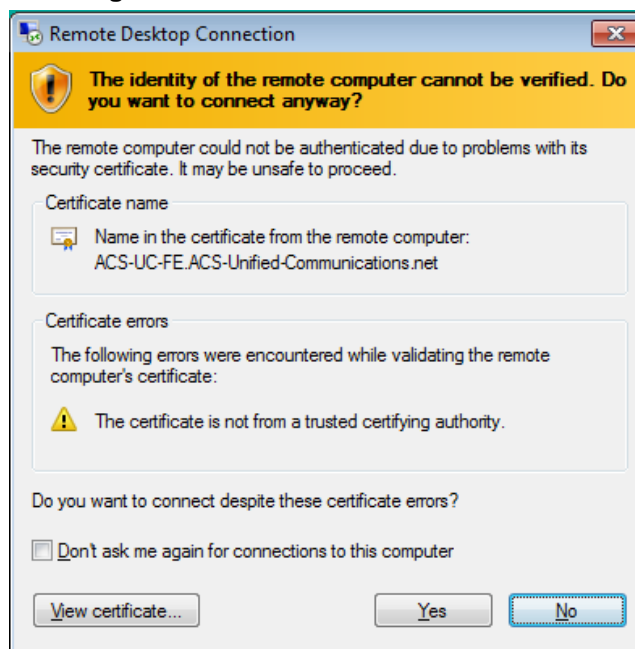 Remote Desktop Connection
The identity of the remote computer cannot be verified. Do
you want to connect anyway?
The remote computer could not be authenticated due to problems with its
security certificate. It may be unsafe to proceed.
Certificate name
Name in the certificate from the remote computer:
ACS-UC-FE.ACS-Unified-Communications.net
Certificate errors
The following errors were encountered while validating the remote
computer's certificate:
The certificate is not from a trusted certifying authority.
Do you want to connect despite these certificate errors?
Don't ask me again for connections to this computer
View certificate...
Yes
No